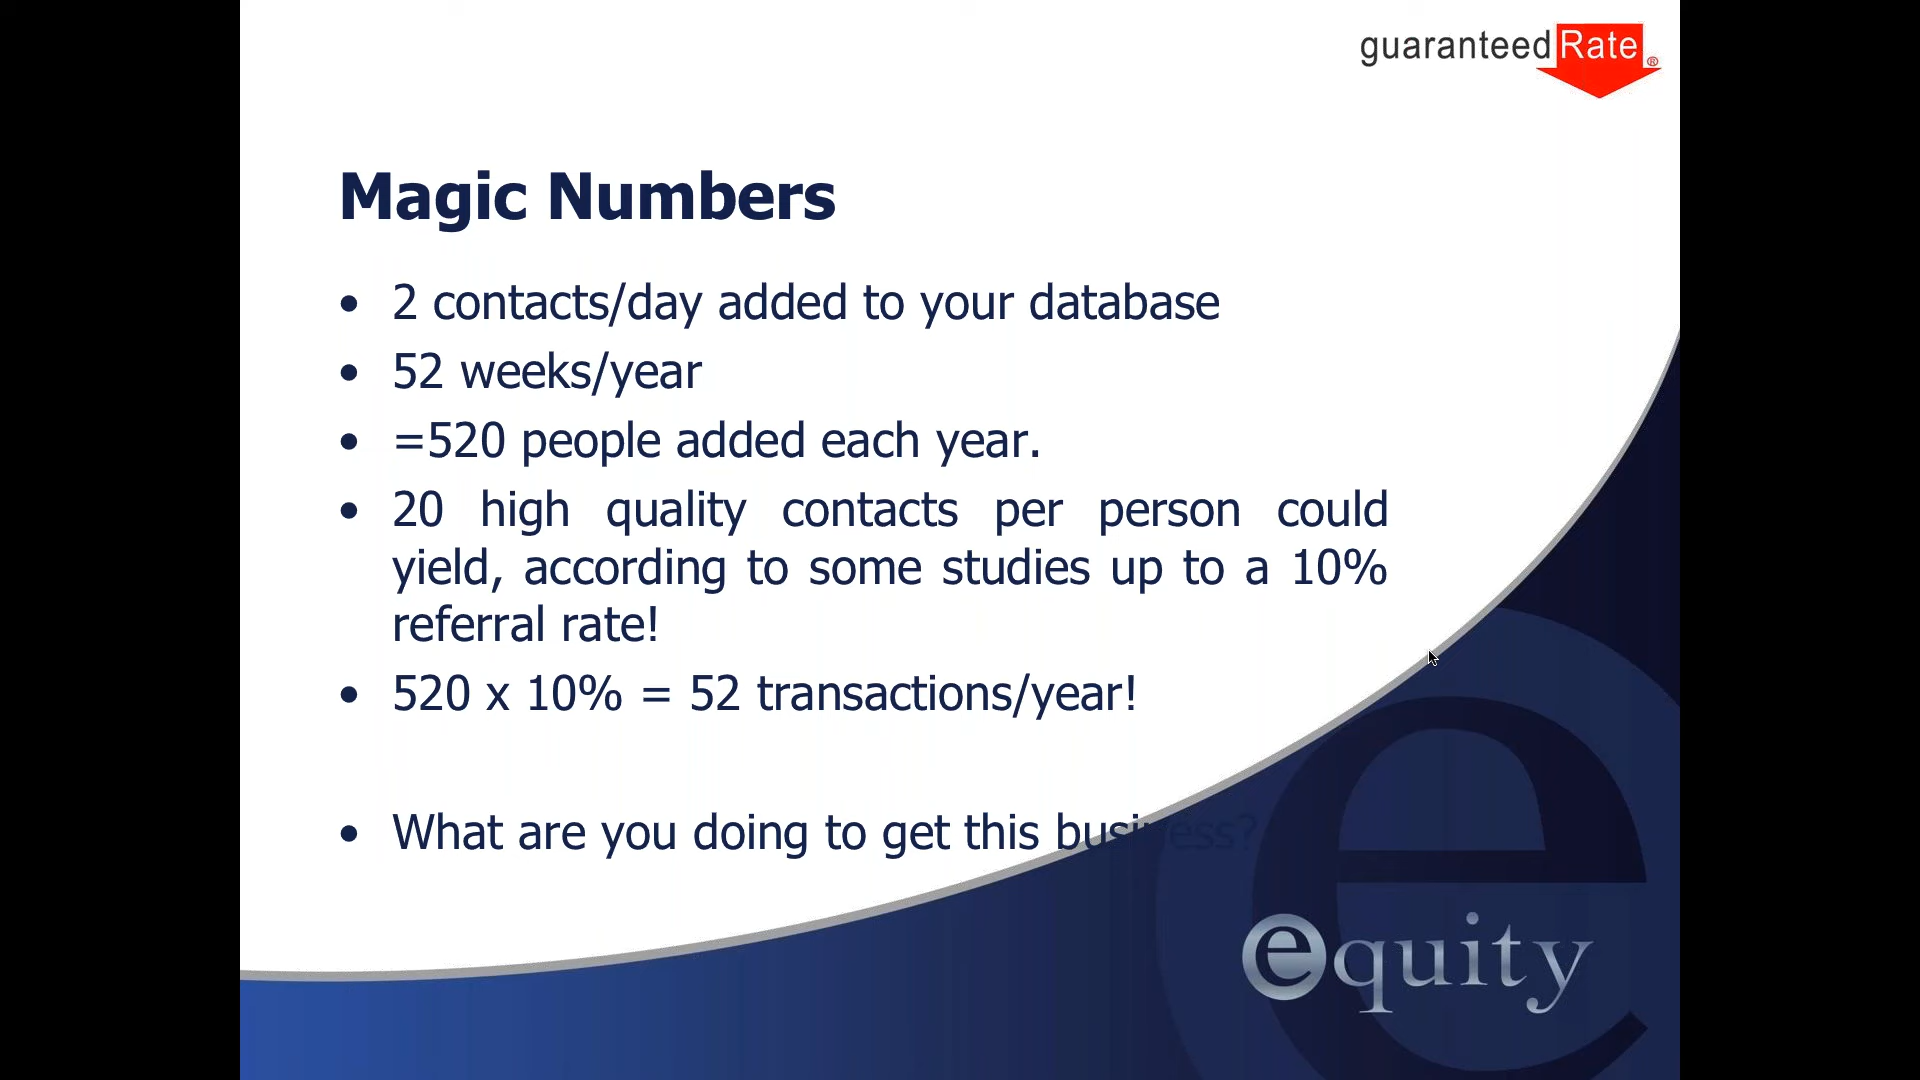 guaranteedRate®
Magic Numbers
• 2 contacts/day added to your database
• 52 weeks/year
• =520 people added each year.
• 20 high quality contacts per person could
yield, according to some studies up to a 10%
referral rate!
• 520 x 10% = 52 transactions/year!
• What are you doing to get this business?
equity